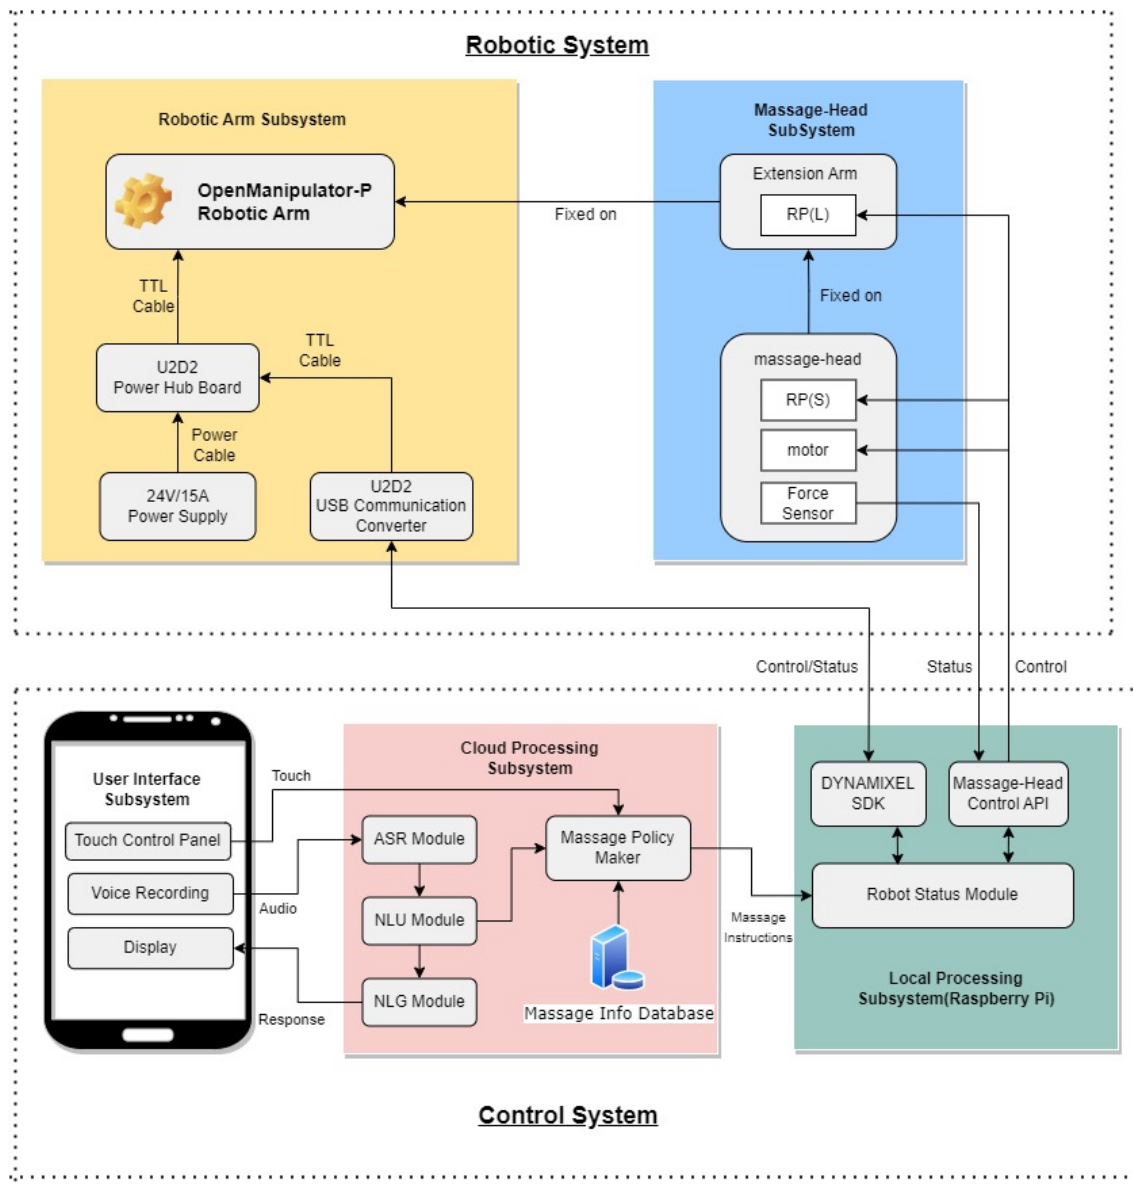 Robotic System
Robotic Arm Subsystem
OpenManipulator-P
Robotic Arm
TTL
Cable
TTL
Cable
U2D2
Power Hub Board
Power
Cable
24V/15A
Power Supply
U2D2
USB Communication
Converter
Fixed on
Massage-Head
SubSystem
Extension Arm
RP(L)
Fixed on
massage-head
RP(S)
motor
Force
Sensor
Control/Status
Status
Control
User Interface
Subsystem
Touch Control Panel
Voice Recording
Display
Touch
Audio
Response
Cloud Processing
Subsystem
ASR Module
NLU Module
NLG Module
Massage Policy
Maker
Massage Info Database
Massage
Instructions
DYNAMIXEL
SDK
Massage-Head
Control API
Robot Status Module
Local Processing
Subsystem(Raspberry Pi)
Control System